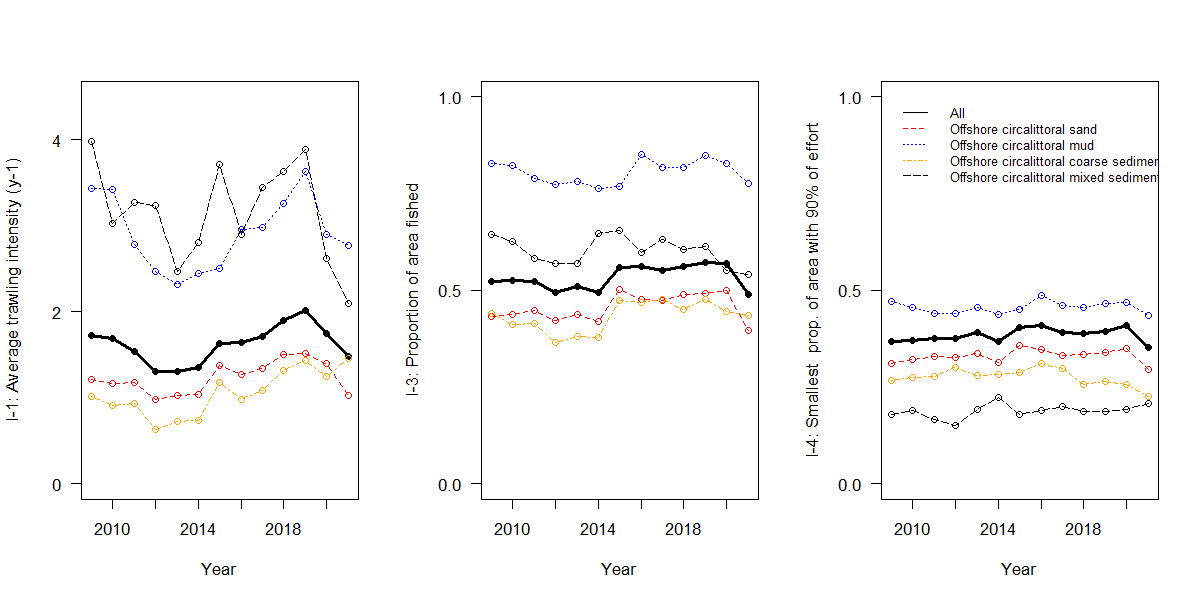 I-1: Average trawling intensity (y-1)
4
2
0
2010 2014 2018
Year
I-3: Proportion of area fished
1.0
0.5
0.0
2010 2014 2018
Year
I-4: Smallest prop. of area with 90% of effort
1.0
0.5
0.0
All
Offshore circalittoral sand
Offshore circalittoral mud
Offshore circalittoral coarse sedimen
Offshore circalittoral mixed sedimen
2010 2014 2018
Year